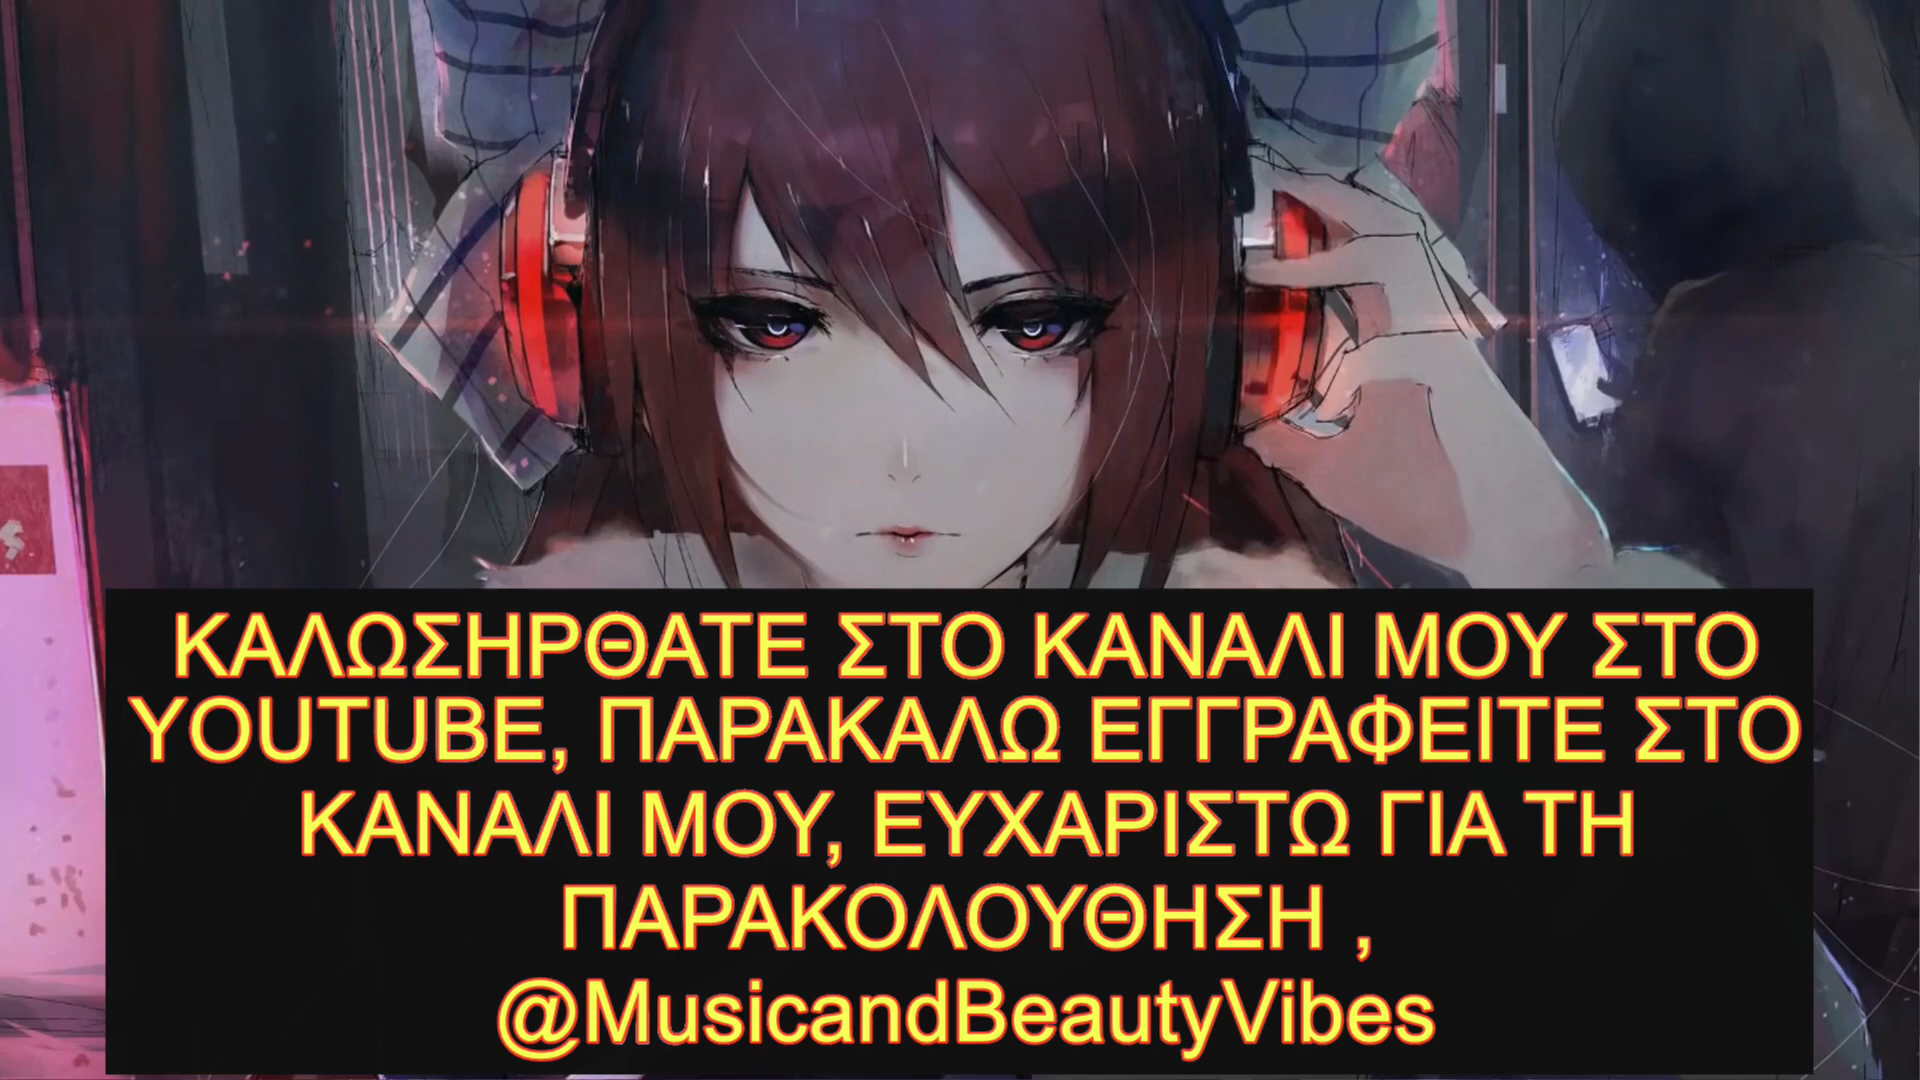 ΚΑΛΩΣΗΡΘΑΤΕ ΣΤΟ ΚΑΝΑΛΙ ΜΟΥ ΣΤΟ
YOUTUBE, ΠΑΡΑΚΑΛΩ ΕΓΓΡΑΦΕΙΤΕ ΣΤΟ
ΚΑΝΑΛΙ ΜΟΥ, ΕΥΧΑΡΙΣΤΩ ΓΙΑ ΤΗ
ΠΑΡΑΚΟΛΟΥΘΗΣΗ ,
@MusicandBeautyVibes